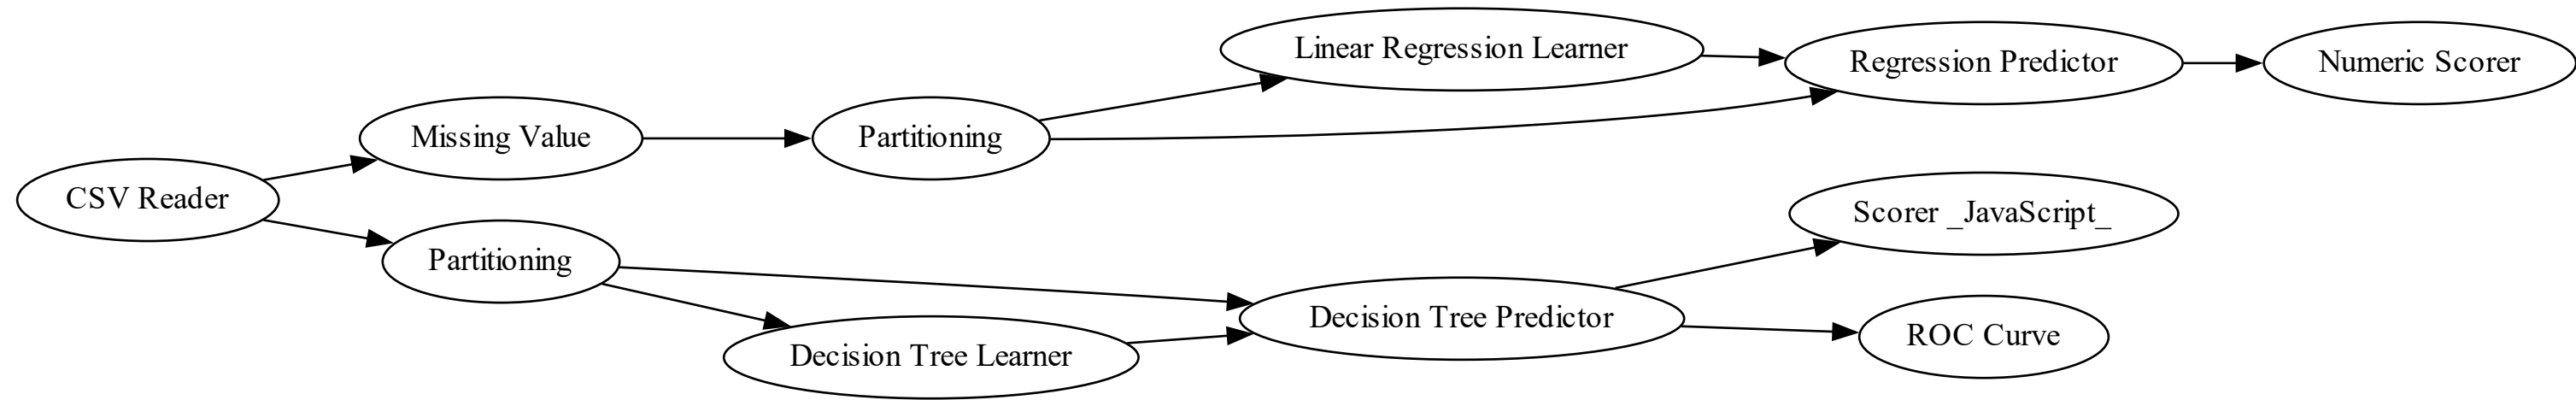 CSV Reader
Missing Value
Partitioning
Linear Regression Learner
Regression Predictor
Numeric Scorer
Partitioning
Decision Tree Learner
Decision Tree Predictor
Scorer _JavaScript_
ROC Curve